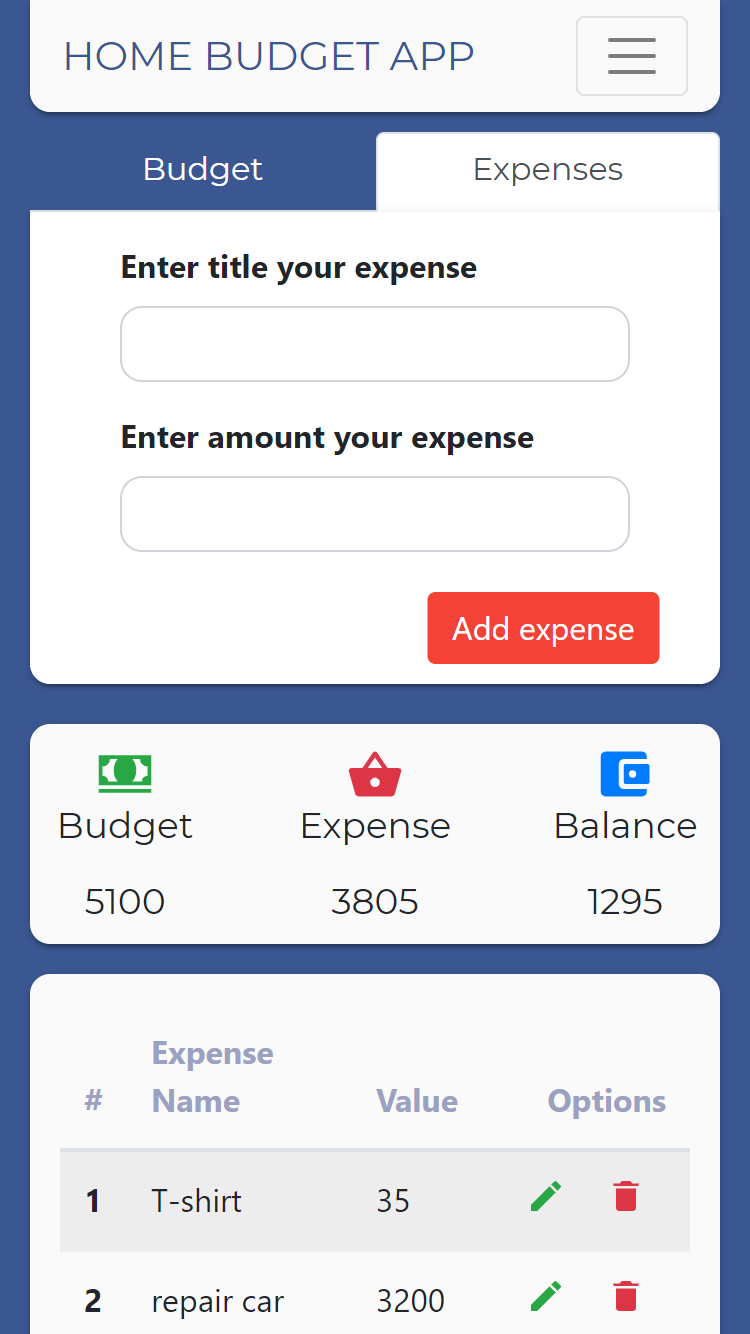 HOME BUDGET APP
Budget Expenses
Enter title your expense
Enter amount your expense
Add expense
Budget Expense Balance
5100 3805 1295
# Expense Name Value Options
1 T-shirt 35
2 repair car 3200